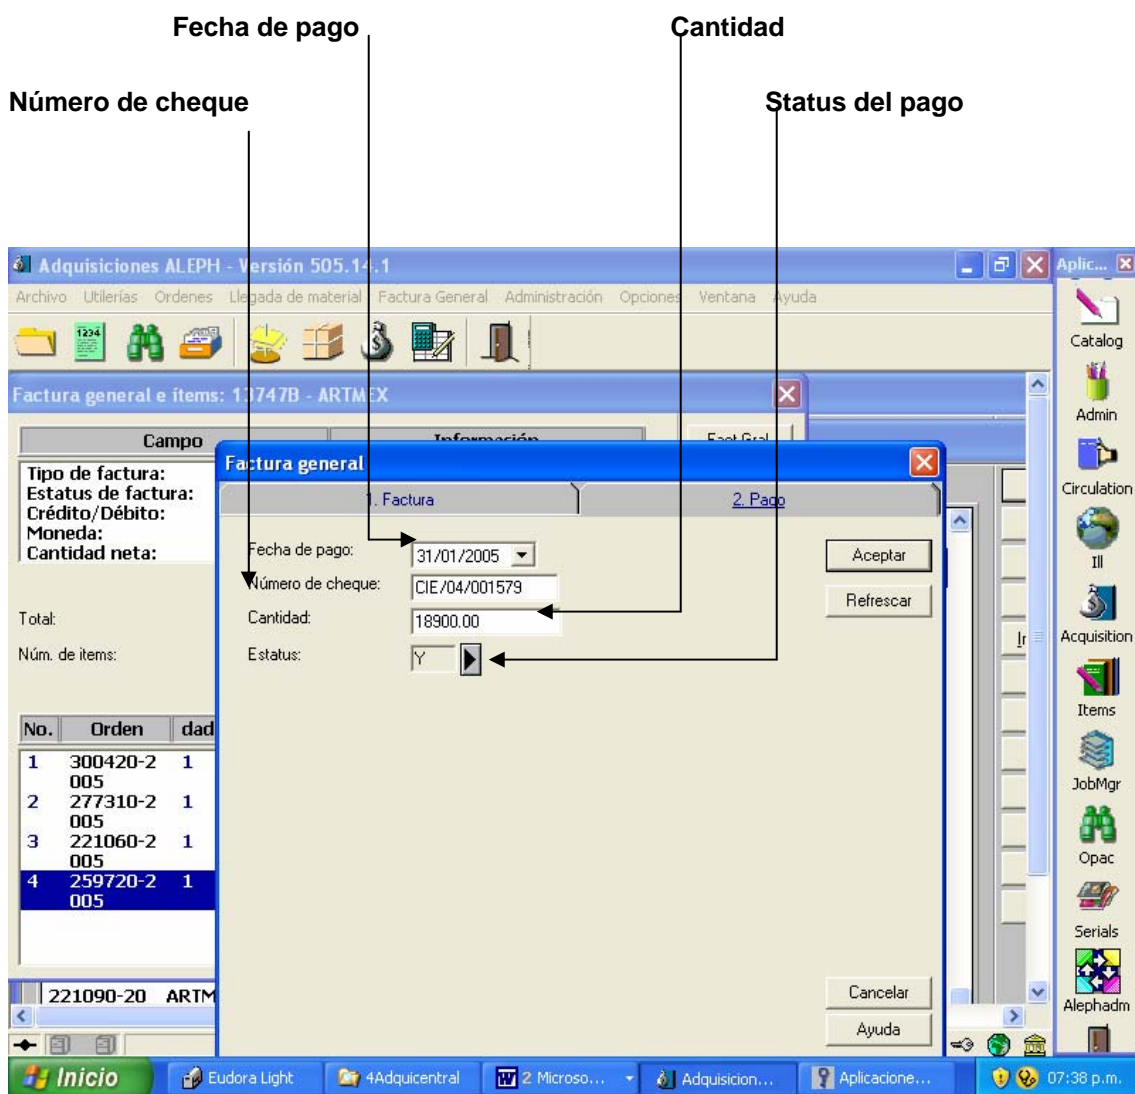 Fecha de pago
Cantidad
Número de cheque
Status del pago
Adquisiciones ALEPH - Versión 505.14.1
Aplic...
Archivo Utilerías Ordenes Llegada de material Factura General Administración Opciones Ventana Ayuda
1234
Catalog
Factura general e ítems: 13747B - ARTMEX
Admin
Campo
Información
Fact Gral
Tipo de factura:
Estatus de factura:
Crédito/Débito:
Moneda:
Cantidad neta:
Factura general
1. Factura
2. Pago
Circulation
Fecha de pago: 31/01/2005
Aceptar
Ill
Número de cheque: CIE/04/001579
Refrescar
Total:
Cantidad: 18900.00
Acquisition
Núm. de items:
Estatus: Y
Items
No. Orden dad
1 300420-2 1
005
JobMgr
2 277310-2 1
005
3 221060-2 1
005
Opac
4 259720-2 1
005
Serials
221090-20 ARTM
Cancelar
Alephadm
Ayuda
Inicio
Eudora Light
4Adquicentral
2 Microso...
Adquisicion...
Aplicacione...
07:38 p.m.